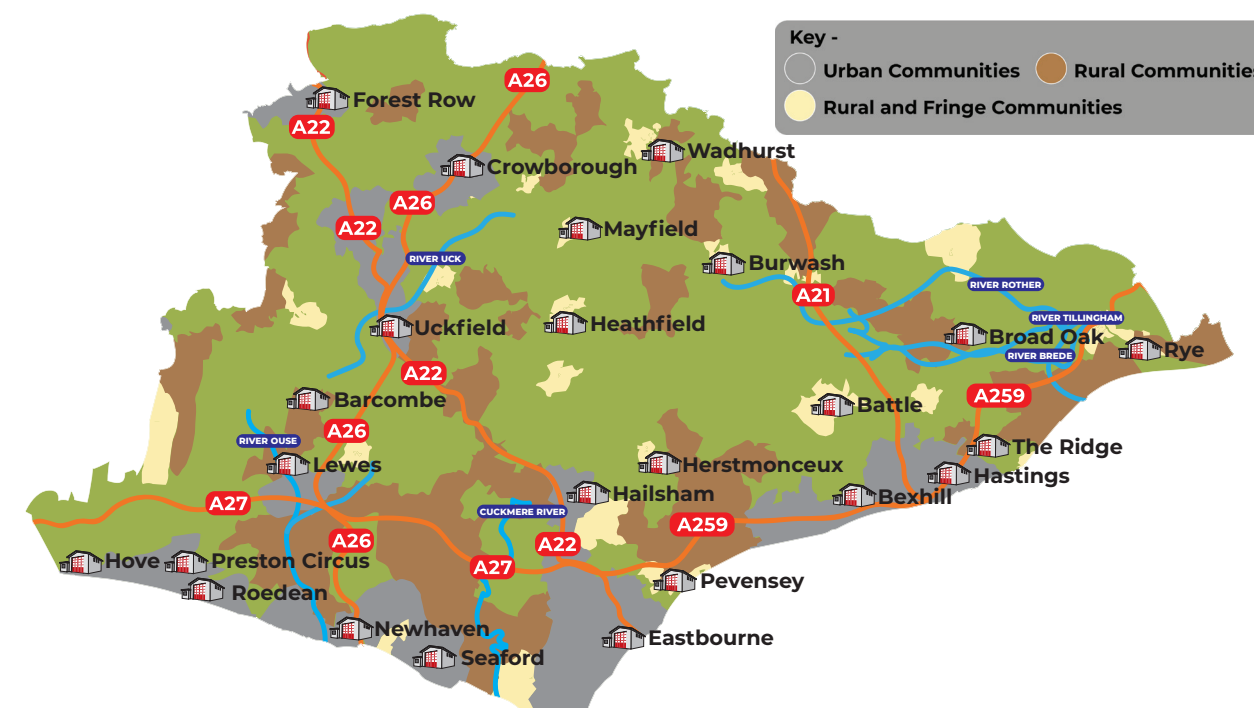 Key -
Urban Communities
Rural Communities
Rural and Fringe Communities
A26
Forest Row
A22
Wadhurst
Crowborough
A26
A22
Mayfield
RIVER UCK
Burwash
RIVER ROTHER
A21
RIVER TILLINGHAM
Uckfield
Heathfield
Broad Oak
Rye
RIVER BREDE
A22
Barcombe
A259
Battle
A26
RIVER OUSE
The Ridge
Lewes
Herstmonceux
Hastings
Hailsham
Bexhill
A27
CUCKMERE RIVER
A259
A26
A22
Hove
Preston Circus
A27
Pevensey
Roedean
Newhaven
Eastbourne
Seaford